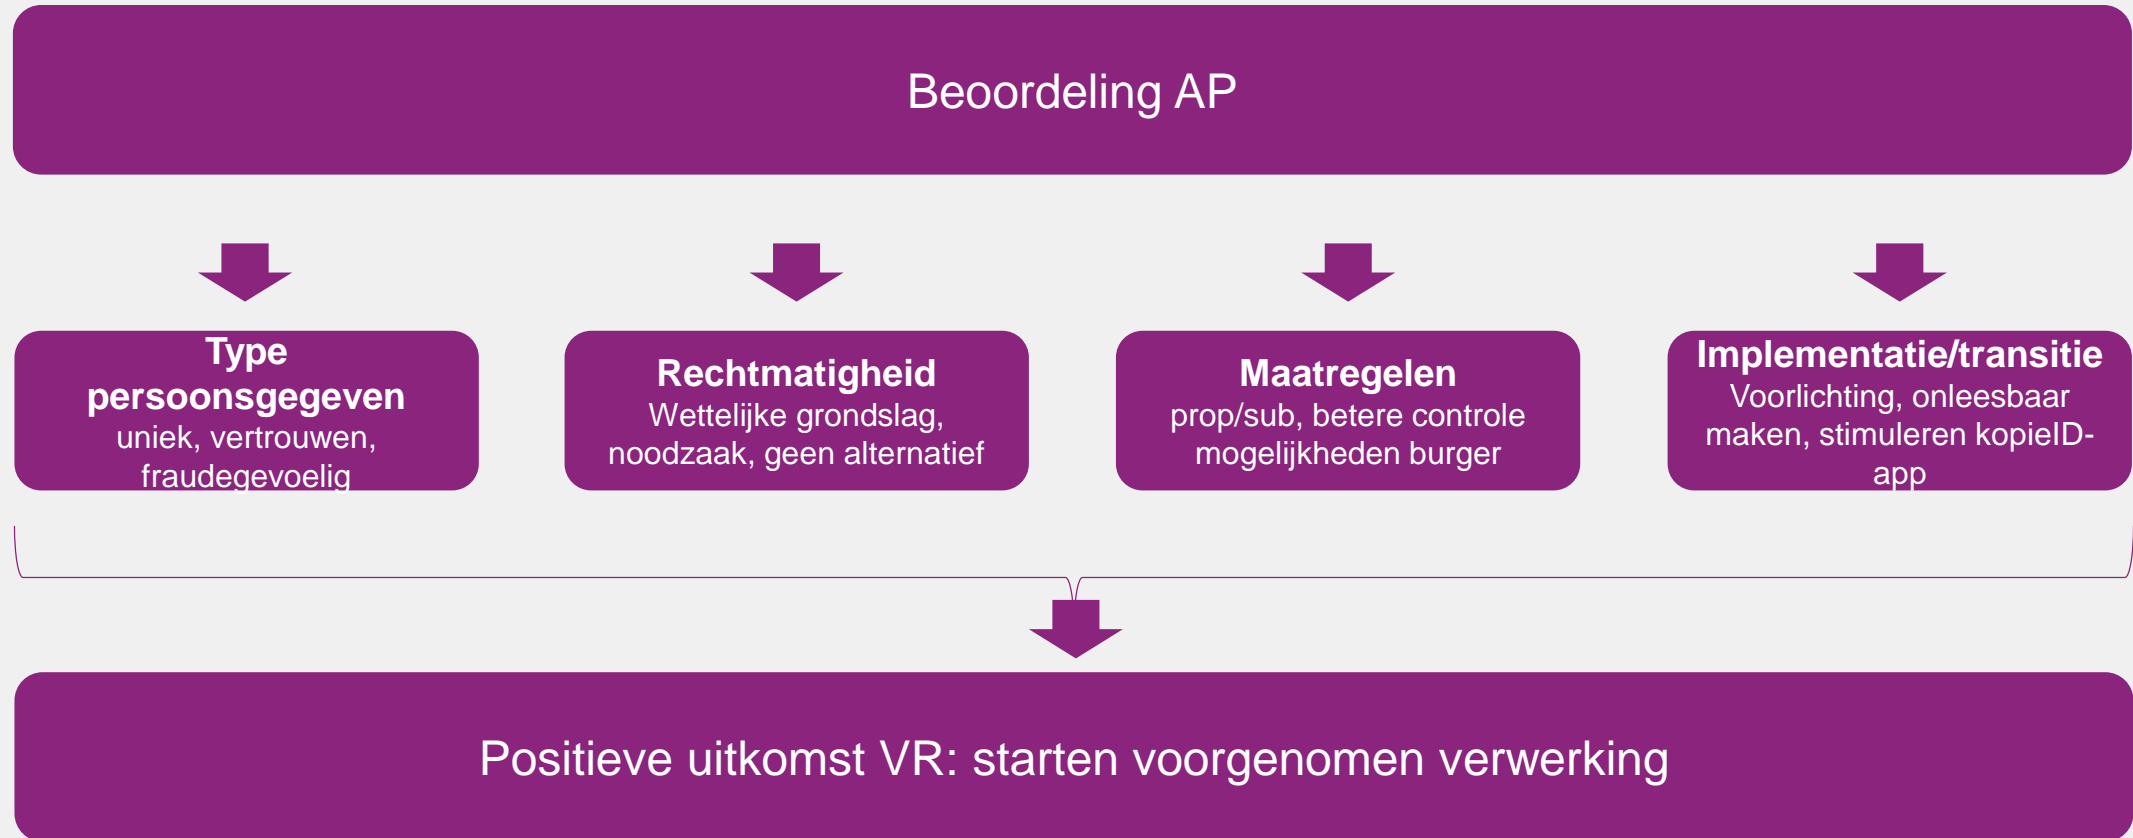 Beoordeling AP
Type
persoonsgegeven
uniek, vertrouwen,
fraudegevoelig
Rechtmatigheid
Wettelijke grondslag,
noodzaak, geen alternatief
Maatregelen
prop/sub, betere controle
mogelijkheden burger
Implementatie/transitie
Voorlichting, onleesbaar
maken, stimuleren kopieID-
app
Positieve uitkomst VR: starten voorgenomen verwerking